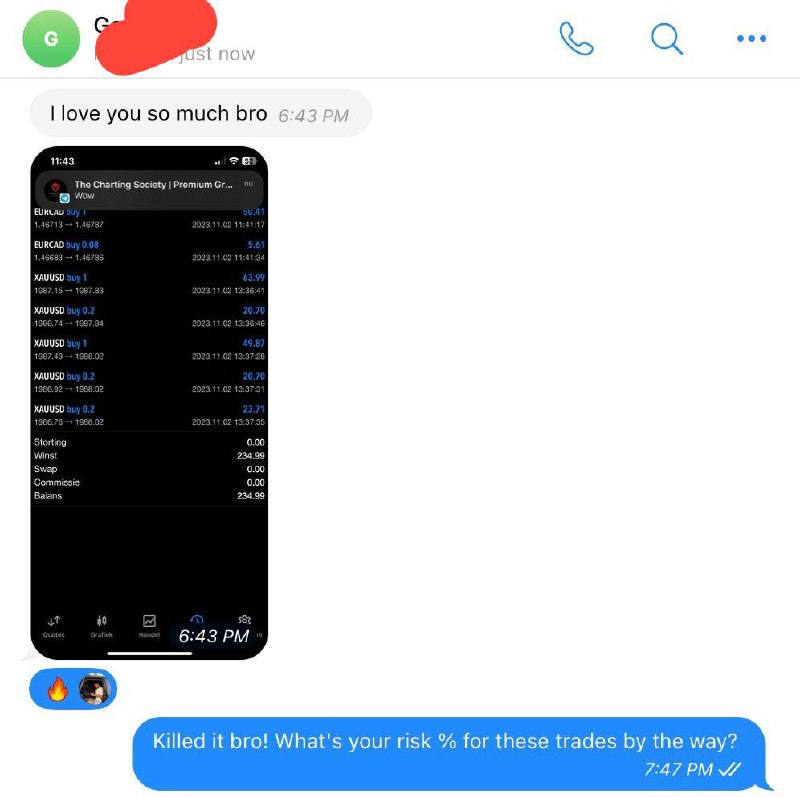 G
G
just now
I love you so much bro 6:43 PM
11:43
The Charting Society | Premium Gr... nu
Wow
EURCAD buy 1 50.41
1.46713 → 1.46787 2023.11.02 11:41:17
EURCAD buy 0.08 5.61
1.46683 → 1.46786 2023.11.02 11:41:34
XAUUSD buy 1 63.99
1987.15 → 1987.83 2023.11.02 13:36:41
XAUUSD buy 0.2 20.70
1986.74 → 1987.84 2023.11.02 13:36:46
XAUUSD buy 1 49.87
1987.49 → 1988.02 2023.11.02 13:37:28
XAUUSD buy 0.2 20.70
1986.92 → 1988.02 2023.11.02 13:37:31
XAUUSD buy 0.2 23.71
1986.76 → 1988.02 2023.11.02 13:37:35
Storting 0.00
Winst 234.99
Swap 0.00
Commissie 0.00
Balans 234.99
Quotes Grafiek Handel
6:43 PM
Killed it bro! What's your risk % for these trades by the way?
7:47 PM